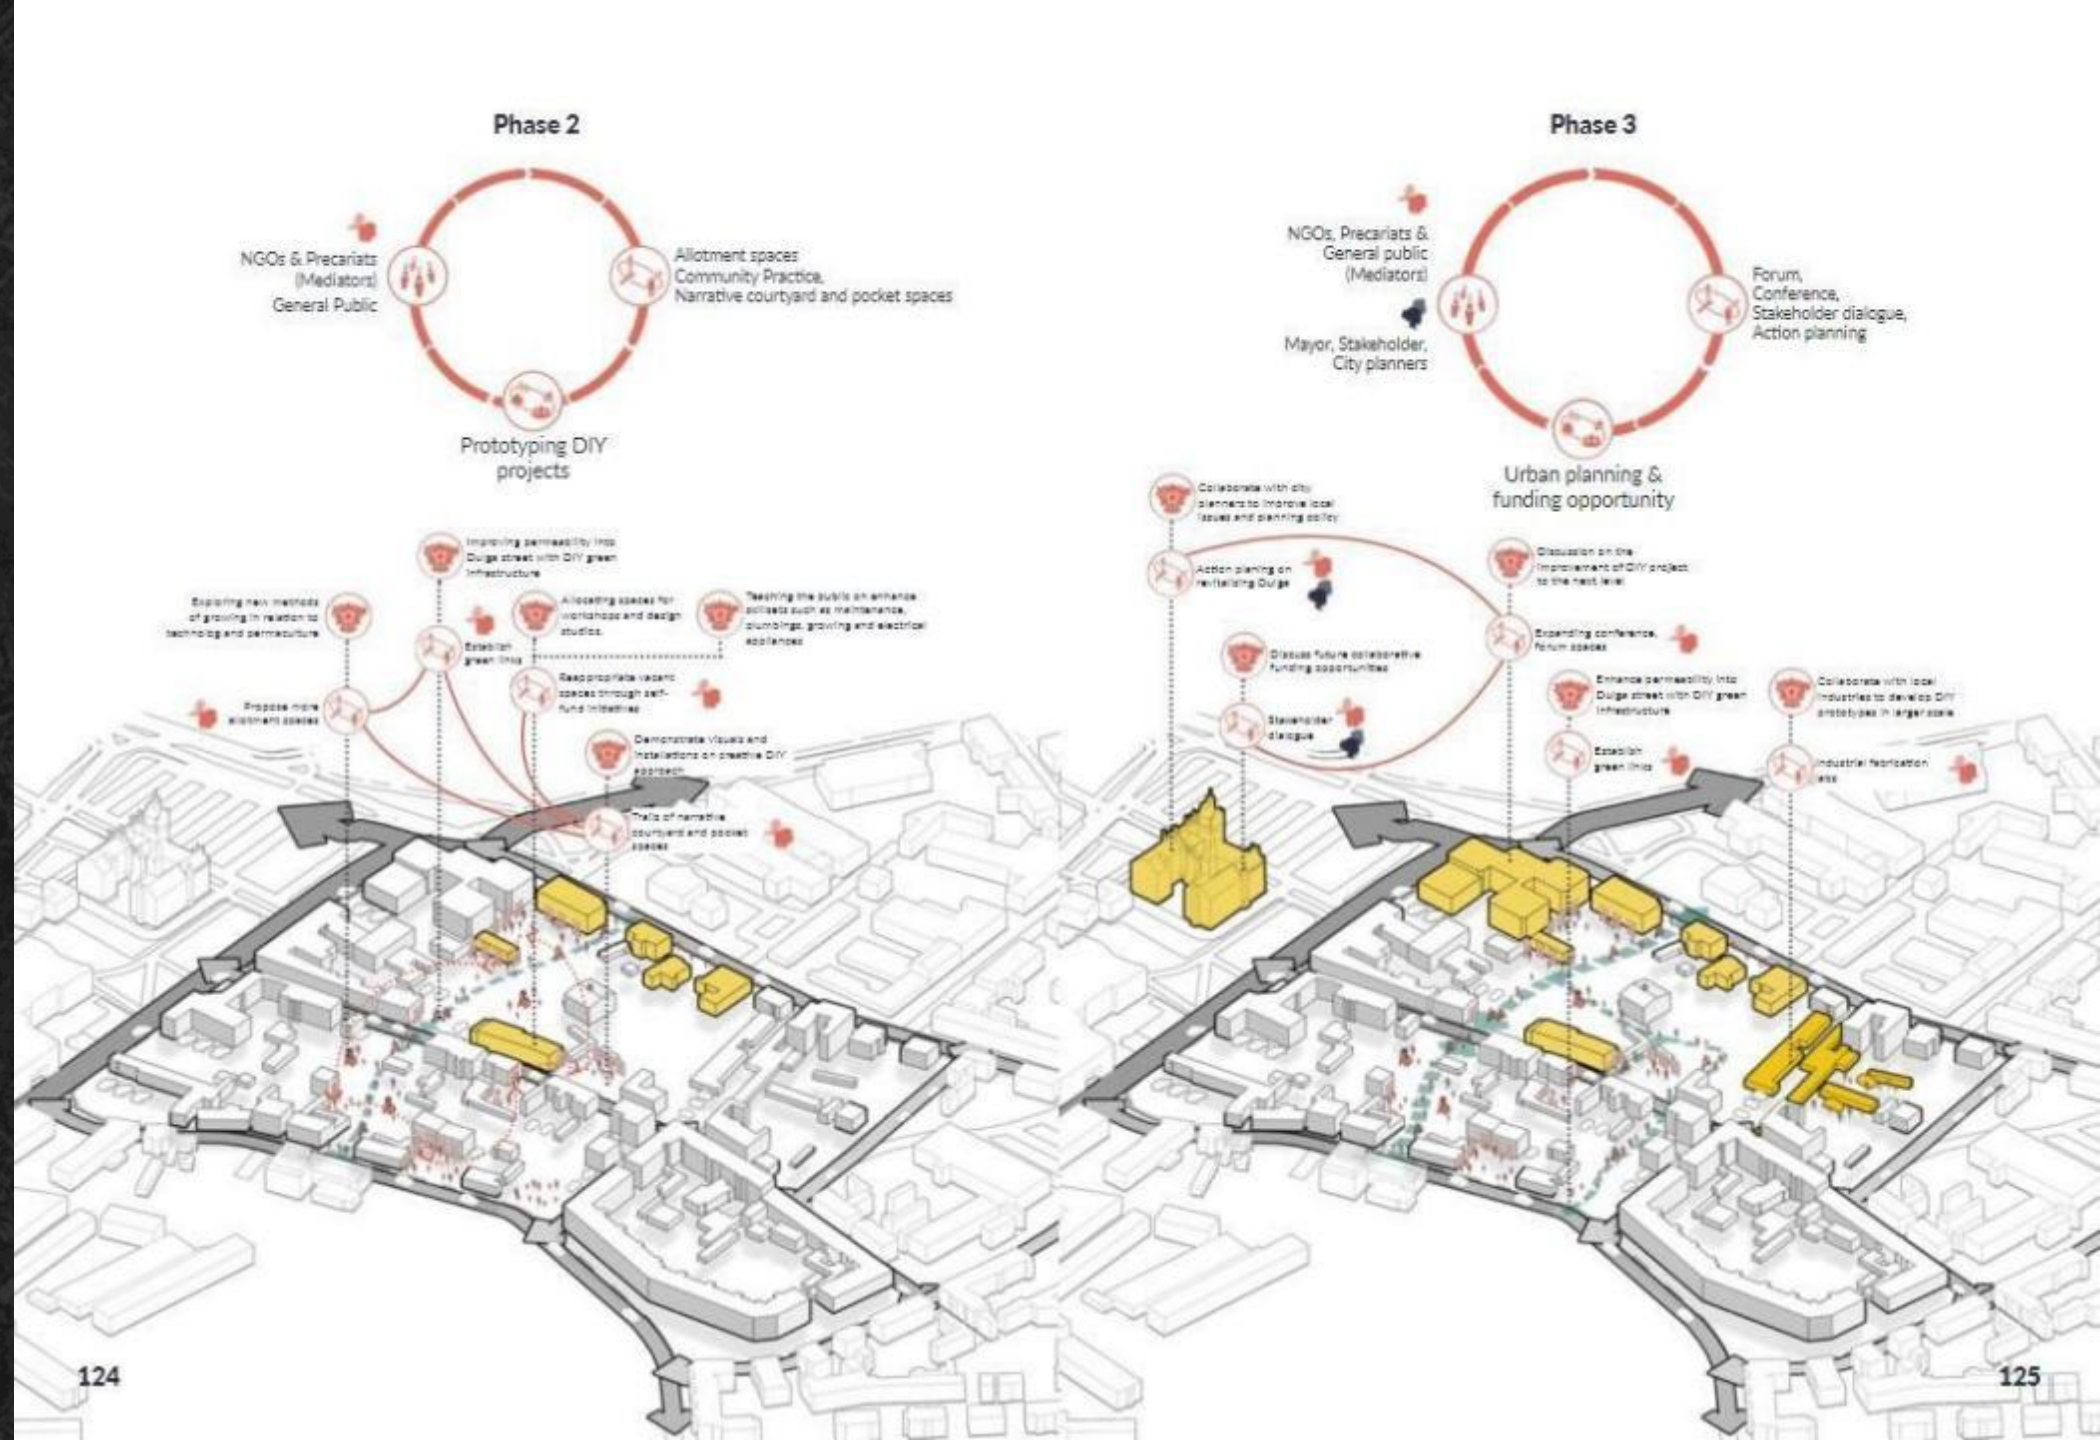 Phase 2
NGOs & Precariats
(Mediators)
General Public
Allotment spaces
Community Practice,
Narrative courtyard and pocket spaces
Prototyping DIY
projects
Improving permeability into
Dulga street with DIY green
infrastructure
Exploring new methods
of growing in relation to
technolog and permaculture
Allocating spaces for
workshops and design
studios.
Teaching the public on enhance
skillsets such as maintenance,
plumbings, growing and electrical
appliances
Establish
green links
Reappropriate vacant
spaces through self-
fund initiatives
Propose more
allotment spaces
Demonstrate visuals and
installations on creative DIY
approach
Trails of narrative
courtyard and pocket
spaces
124
Phase 3
NGOs, Precariats &
General public
(Mediators)
Mayor, Stakeholder,
City planners
Forum,
Conference,
Stakeholder dialogue,
Action planning
Urban planning &
funding opportunity
Collaborate with city
planners to improve local
issues and planning policy
Action planing on
revitalising Dulga
Discussion on the
improvement of DIY project
to the next level
Discuss future collaborative
funding opportunities
Expanding conference,
forum spaces
Enhance permeability into
Dulga street with DIY green
infrastructure
Collaborate with local
industries to develop DIY
prototypes in larger scale
Stakeholder
dialogue
Establish
green links
Industrial fabrication
labs
125